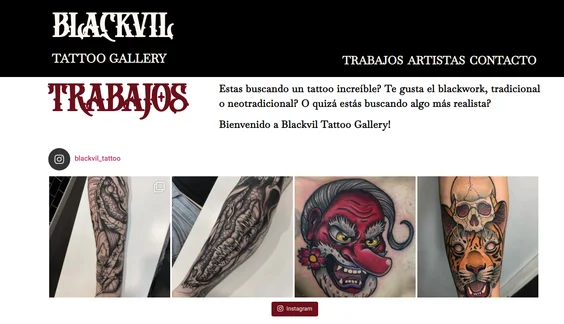 BLACKVIL
TATTOO GALLERY
TRABAJOS ARTISTAS CONTACTO
TRABAJOS
Estas buscando un tattoo increíble? Te gusta el blackwork, tradicional
o neotradicional? O quizá estás buscando algo más realista?
Bienvenido a Blackvil Tattoo Gallery!
blackvil_tattoo
Instagram